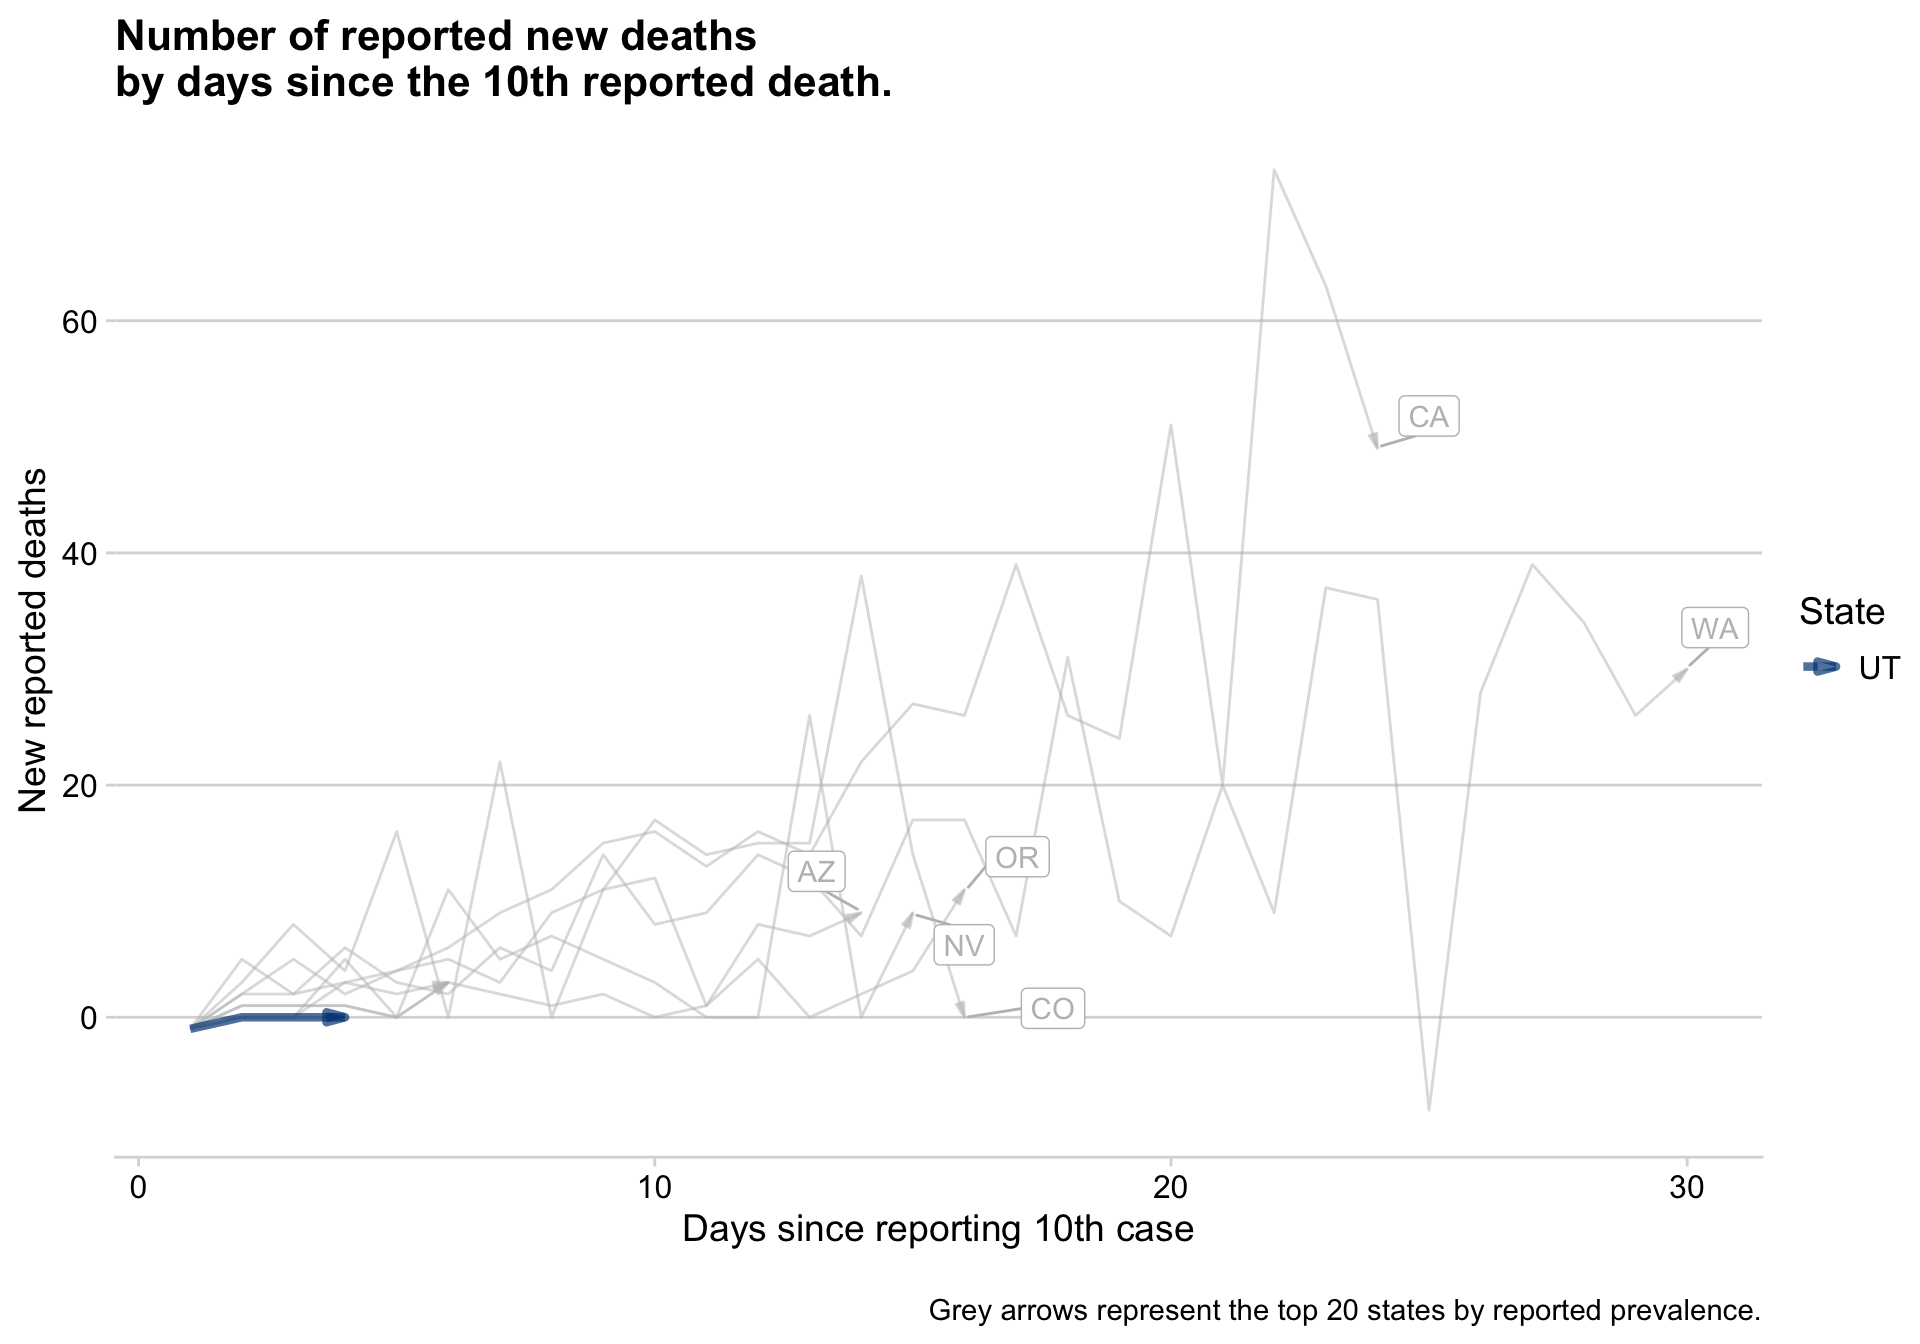 Number of reported new deaths
by days since the 10th reported death.
New reported deaths
60
40
20
0
CA
WA
AZ
OR
NV
CO
State
UT
0
10
20
30
Days since reporting 10th case
Grey arrows represent the top 20 states by reported prevalence.